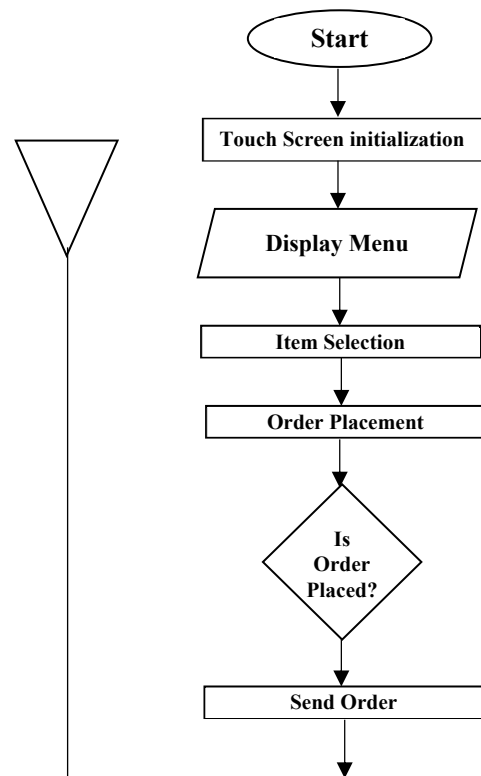 Start
Touch Screen initialization
Display Menu
Item Selection
Order Placement
Is
Order
Placed?
Send Order